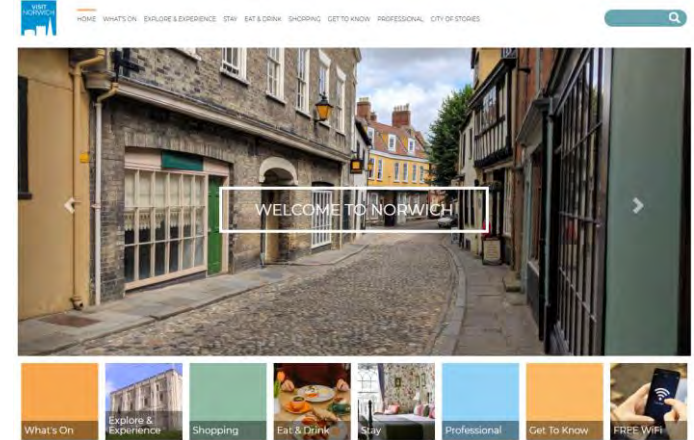 VISIT
NORWICH
HOME WHAT'S ON EXPLORE & EXPERIENCE STAY EAT & DRINK SHOPPING GET TO KNOW PROFESSIONAL CITY OF STORIES
WELCOME TO NORWICH
What's On
Explore &
Experience
Shopping
Eat & Drink
Stay
Professional
Get To Know
FREE WiFi